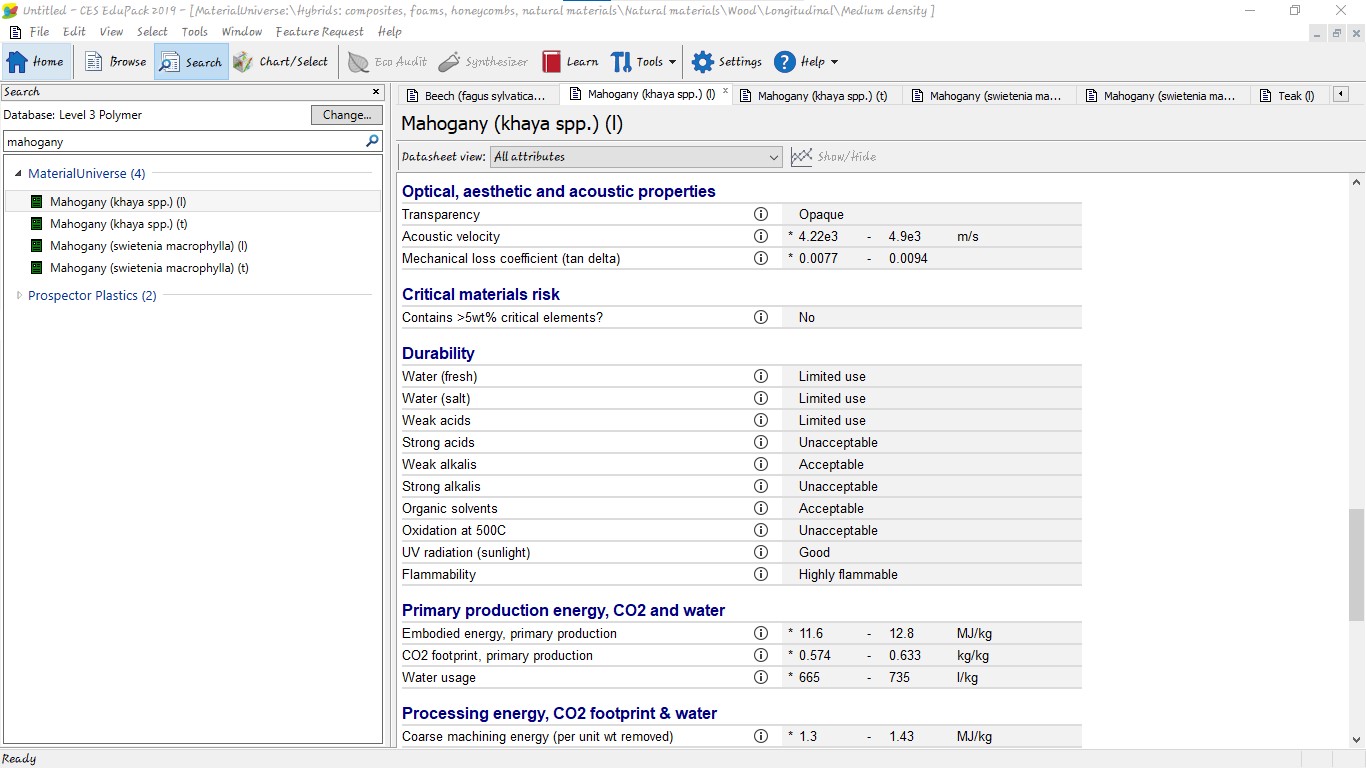 Untitled - CES EduPack 2019 - [MaterialUniverse:\Hybrids: composites, foams, honeycombs, natural materials\Natural materials\Wood\Longitudinal\Medium density ]
File Edit View Select Tools Window Feature Request Help
Home Browse Search Chart/Select Eco Audit Synthesizer Learn Tools Settings Help
Search
Database: Level 3 Polymer Change...
mahogany
MaterialUniverse (4)
Mahogany (khaya spp.) (l)
Mahogany (khaya spp.) (t)
Mahogany (swietenia macrophylla) (l)
Mahogany (swietenia macrophylla) (t)
Prospector Plastics (2)
Beech (fagus sylvatica... Mahogany (khaya spp.) (l) Mahogany (khaya spp.) (t) Mahogany (swietenia ma... Mahogany (swietenia ma... Teak (l)
Mahogany (khaya spp.) (l)
Datasheet view: All attributes Show/Hide
Optical, aesthetic and acoustic properties
Transparency Opaque
Acoustic velocity * 4.22e3 - 4.9e3 m/s
Mechanical loss coefficient (tan delta) * 0.0077 - 0.0094
Critical materials risk
Contains >5wt% critical elements? No
Durability
Water (fresh) Limited use
Water (salt) Limited use
Weak acids Limited use
Strong acids Unacceptable
Weak alkalis Acceptable
Strong alkalis Unacceptable
Organic solvents Acceptable
Oxidation at 500C Unacceptable
UV radiation (sunlight) Good
Flammability Highly flammable
Primary production energy, CO2 and water
Embodied energy, primary production * 11.6 - 12.8 MJ/kg
CO2 footprint, primary production * 0.574 - 0.633 kg/kg
Water usage * 665 - 735 l/kg
Processing energy, CO2 footprint & water
Coarse machining energy (per unit wt removed) * 1.3 - 1.43 MJ/kg
Ready